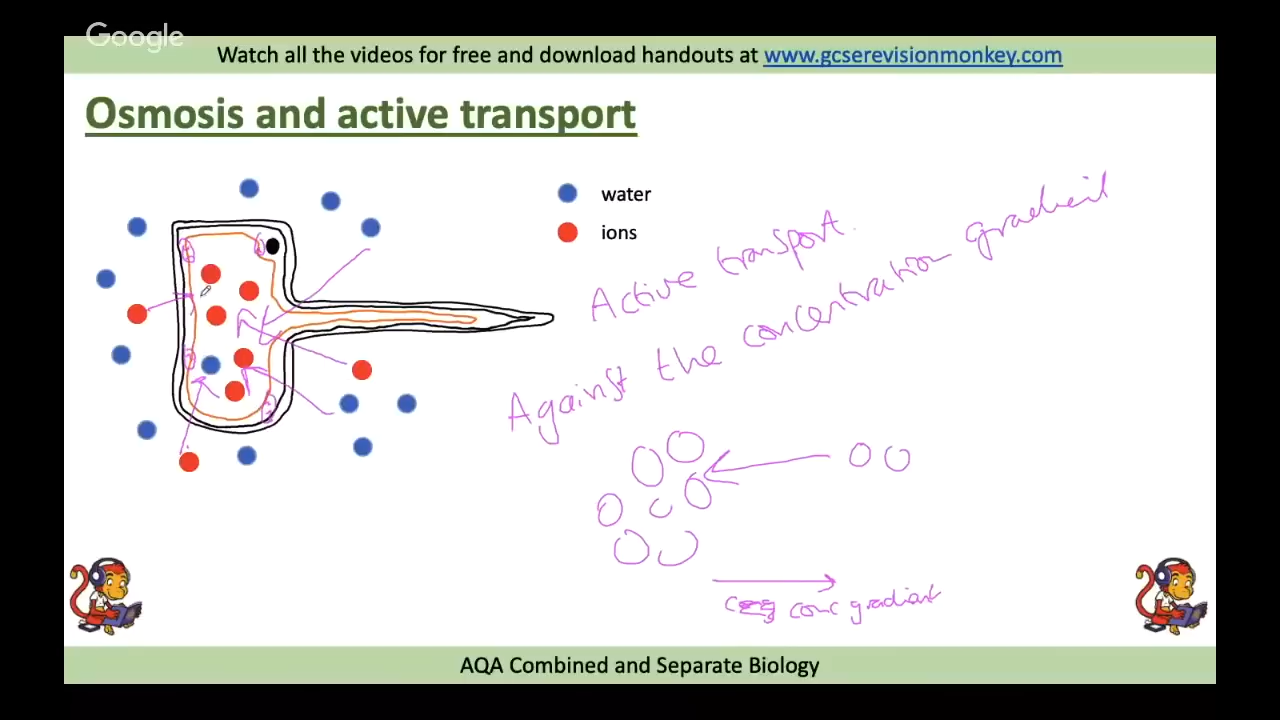 Google
Watch all the videos for free and download handouts at www.gcserevisionmonkey.com
Osmosis and active transport
water
ions
Active transport.
Against the concentration gradient
conc gradient
AQA Combined and Separate Biology